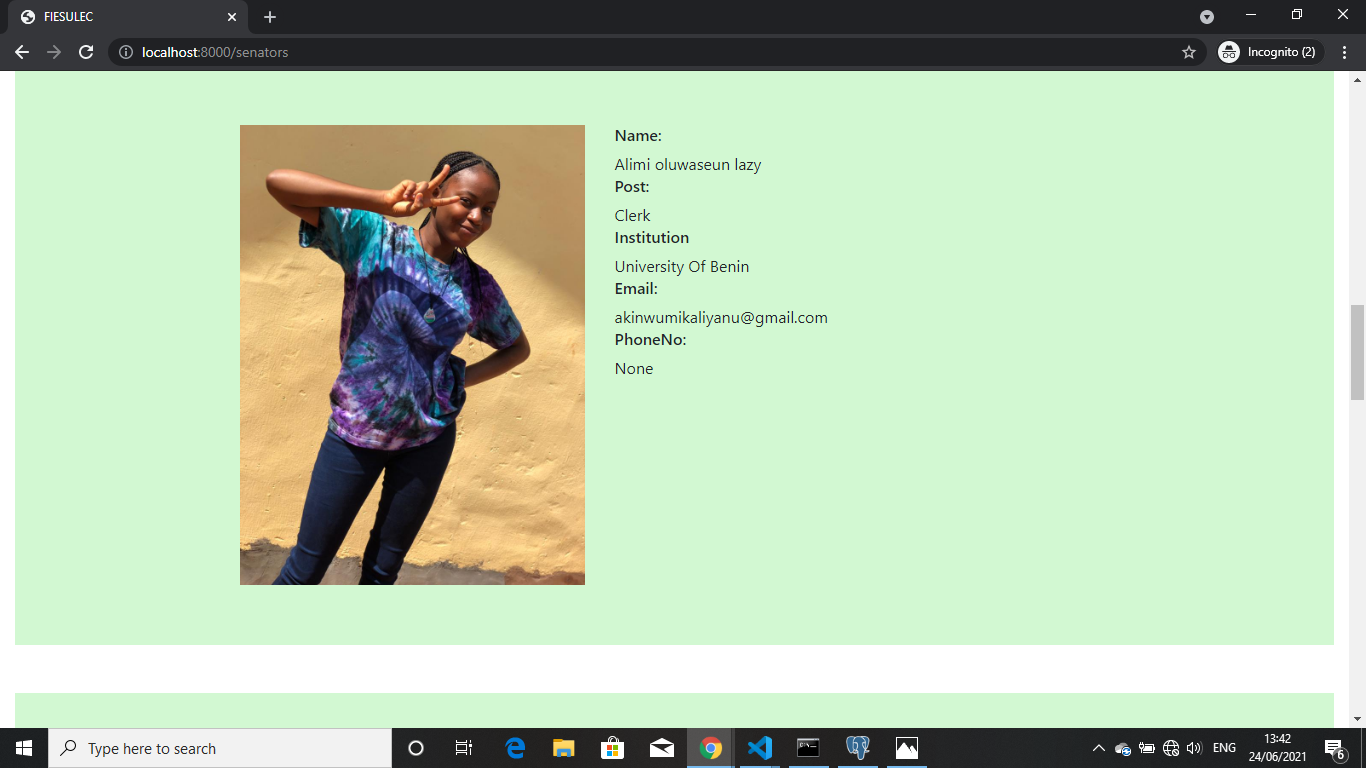 FIESULEC
localhost:8000/senators
Incognito (2)
Name:
Alimi oluwaseun lazy
Post:
Clerk
Institution
University Of Benin
Email:
akinwumikaliyanu@gmail.com
PhoneNo:
None
Type here to search
ENG
13:42
24/06/2021
6